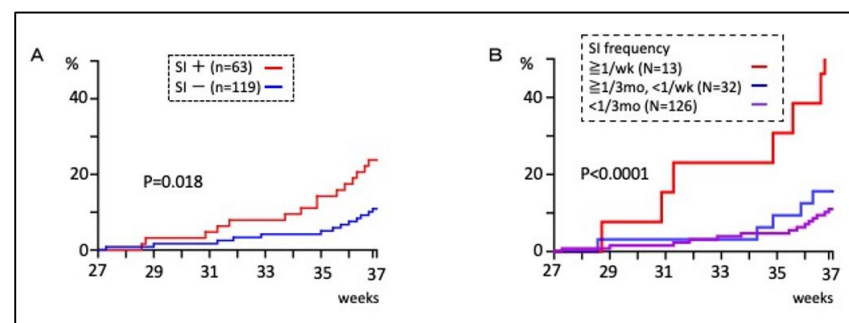 A
%
SI + (n=63)
SI − (n=119)
40
20
0
P=0.018
27 29 31 33 35 37
weeks
B
%
SI frequency
≧1/wk (N=13)
≧1/3mo, <1/wk (N=32)
<1/3mo (N=126)
40
20
0
P<0.0001
27 29 31 33 35 37
weeks